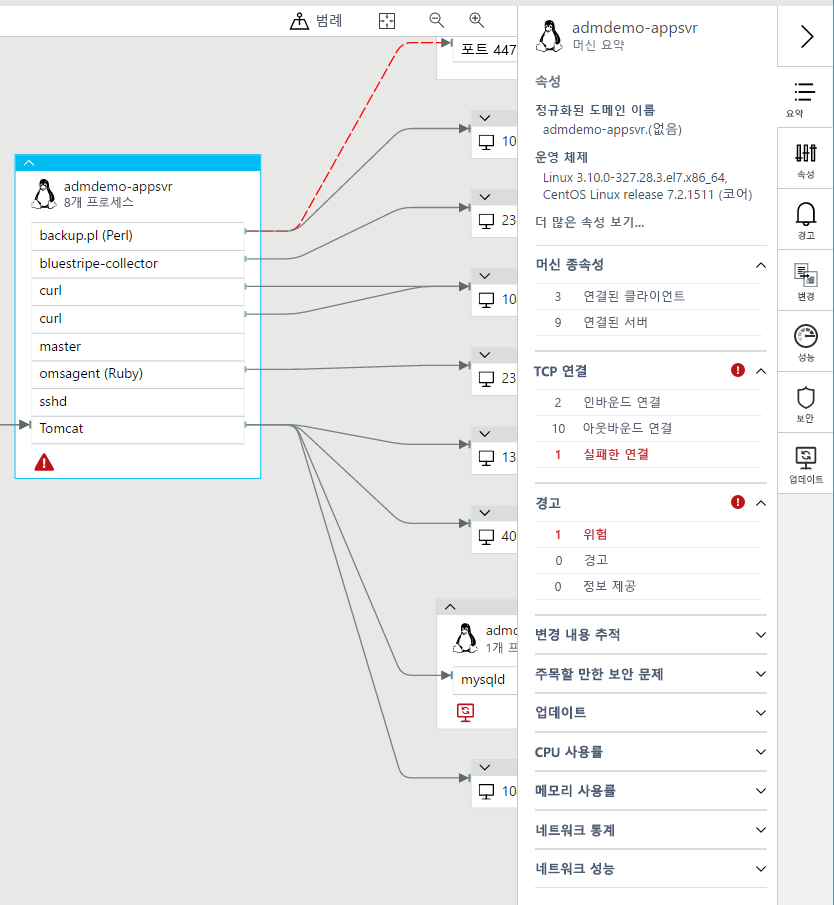 범례
포트 447
10
23
10
23
13
40
admdemo-appsvr
8개 프로세스
backup.pl (Perl)
bluestripe-collector
curl
curl
master
omsagent (Ruby)
sshd
Tomcat
1개
mysqld
10
admdemo-appsvr
머신 요약
속성
정규화된 도메인 이름
admdemo-appsvr.(없음)
운영 체제
Linux 3.10.0-327.28.3.el7.x86_64,
CentOS Linux release 7.2.1511 (코어)
더 많은 속성 보기...
머신 종속성
3 연결된 클라이언트
9 연결된 서버
TCP 연결
2 인바운드 연결
10 아웃바운드 연결
1 실패한 연결
경고
1 위험
0 경고
0 정보 제공
변경 내용 추적
주목할 만한 보안 문제
업데이트
CPU 사용률
메모리 사용률
네트워크 통계
네트워크 성능
요약
속성
경고
변경
성능
보안
업데이트